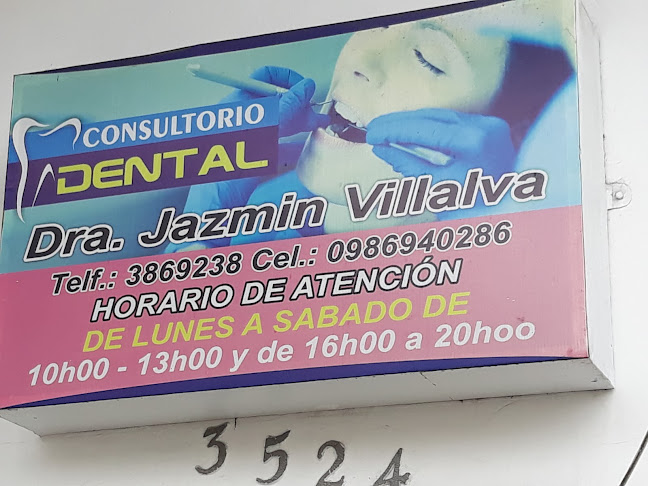 CONSULTORIO
DENTAL
Dra. Jazmin Villalva
Telf.: 3869238 Cel.: 0986940286
HORARIO DE ATENCIÓN
DE LUNES A SABADO DE
10h00 - 13h00 y de 16h00 a 20hoo
3524